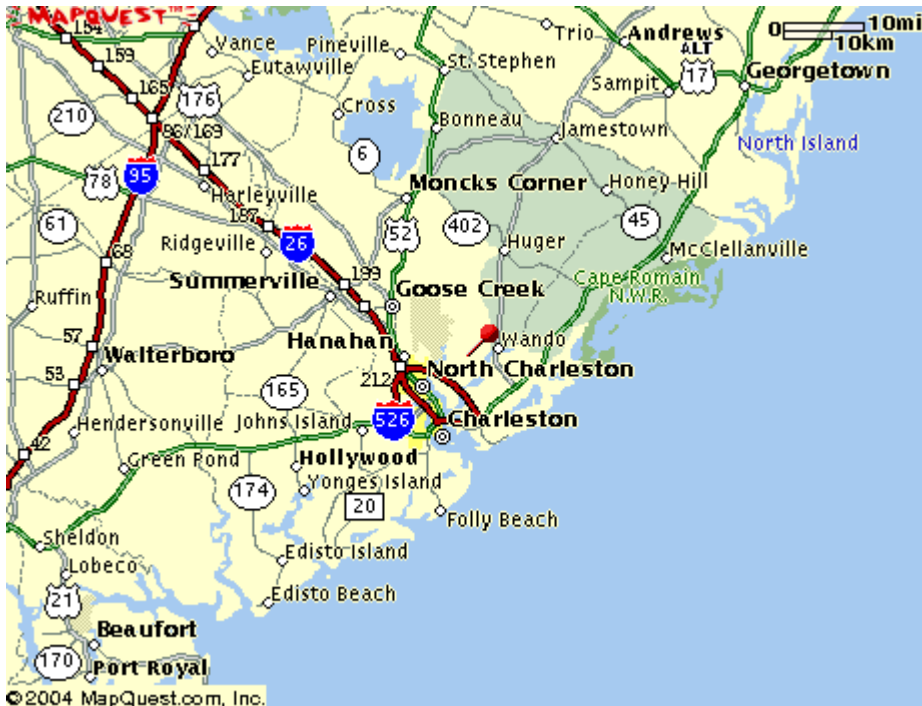 MAPQUEST
154
0 10mi
10km
Trio
Andrews
Vance
Pineville
ALT
17
159
Eutawville
St. Stephen
Georgetown
165
176
Sampit
Cross
210
Bonneau
86/169
Jamestown
North Island
6
177
78
95
Moncks Corner
Honey Hill
Harleyville
187
61
52
402
45
26
Ridgeville
Huger
68
McClellanville
199
Summerville
Goose Creek
Cape Romain
N.W.R.
Ruffin
57
Hanahan
Wando
Walterboro
North Charleston
53
212
165
Hendersonville
Johns Island
526
Charleston
42
Green Pond
Hollywood
174
Yonges Island
20
Folly Beach
Sheldon
Edisto Island
Lobeco
Edisto Beach
21
Beaufort
170
Port Royal
©2004 MapQuest.com, Inc.